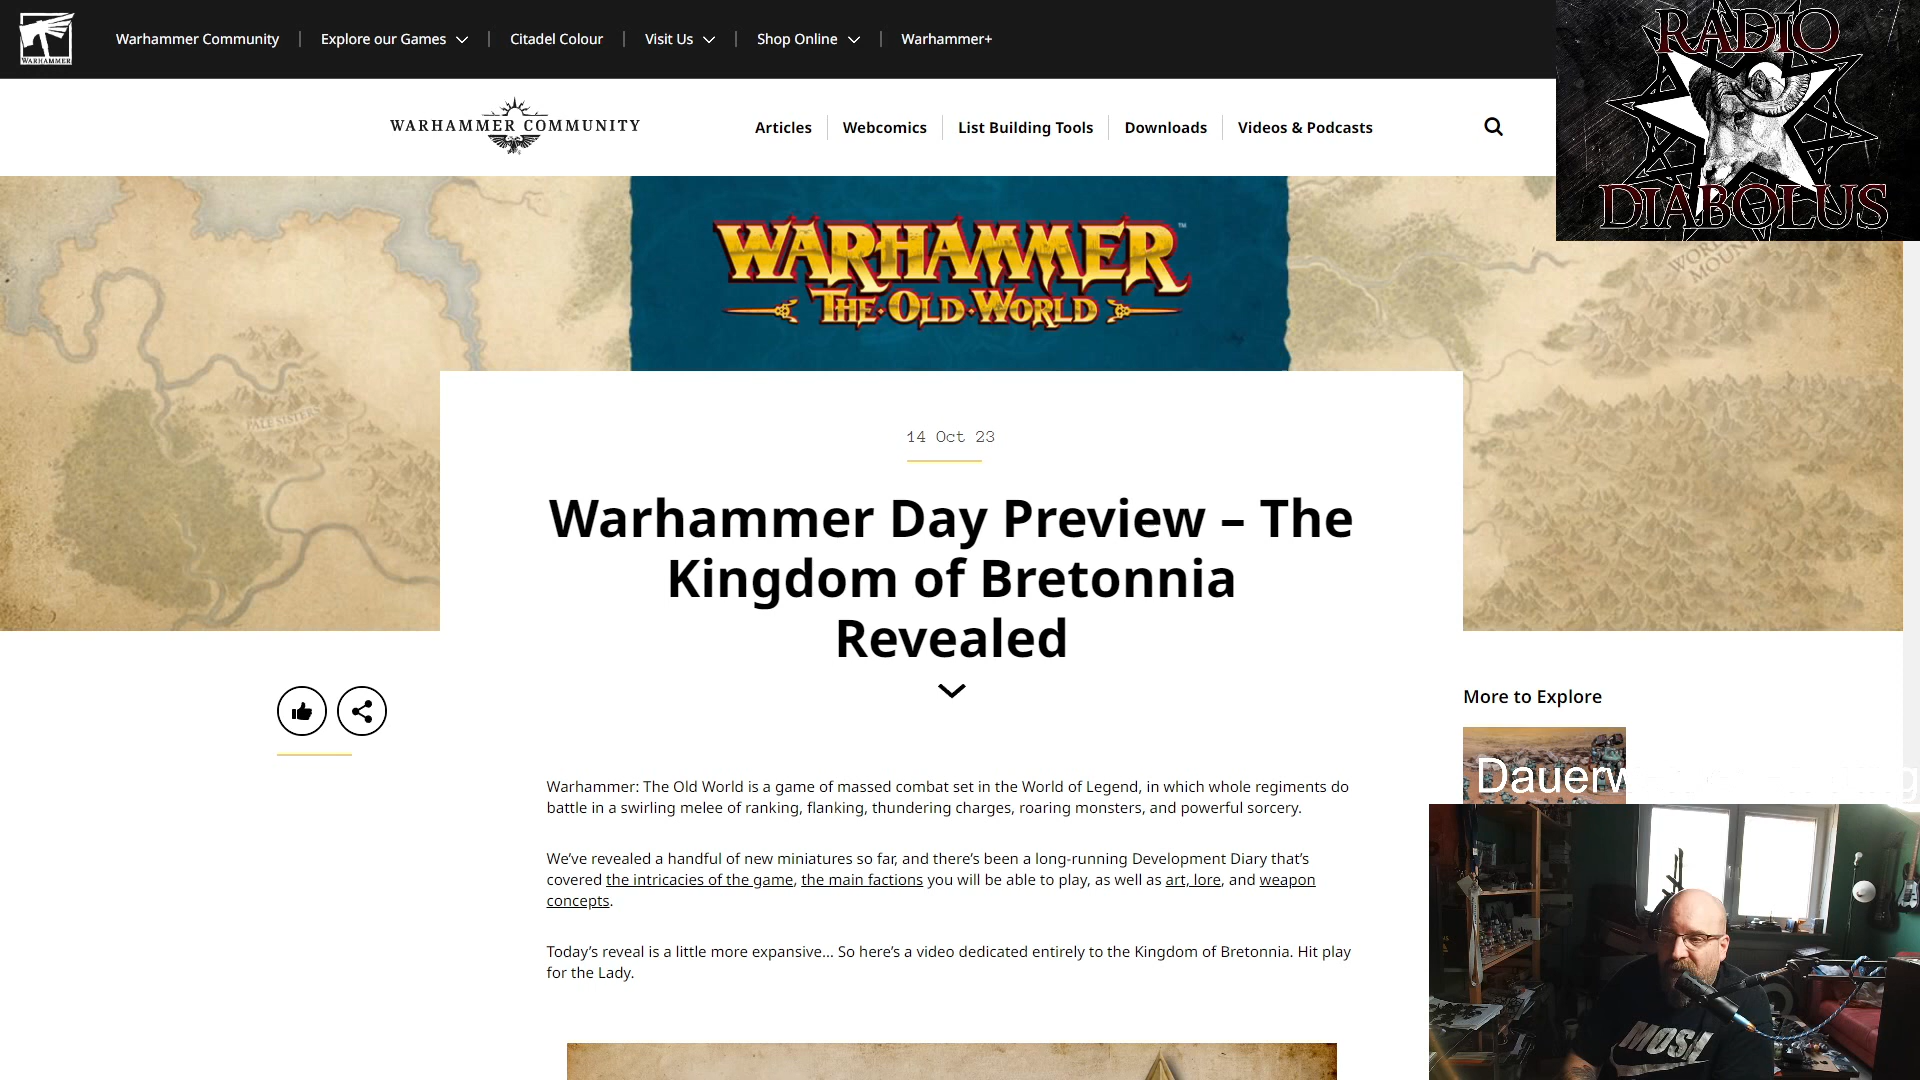 WARHAMMER
Warhammer Community
Explore our Games
Citadel Colour
Visit Us
Shop Online
Warhammer+
RADIO
DIABOLUS
WARHAMMER COMMUNITY
Articles
Webcomics
List Building Tools
Downloads
Videos & Podcasts
WARHAMMER™
THE·OLD·WORLD
PALE SISTERS
14 Oct 23
Warhammer Day Preview – The
Kingdom of Bretonnia
Revealed
More to Explore
Warhammer: The Old World is a game of massed combat set in the World of Legend, in which whole regiments do
battle in a swirling melee of ranking, flanking, thundering charges, roaring monsters, and powerful sorcery.
We’ve revealed a handful of new miniatures so far, and there’s been a long-running Development Diary that’s
covered the intricacies of the game, the main factions you will be able to play, as well as art, lore, and weapon
concepts.
Today’s reveal is a little more expansive… So here’s a video dedicated entirely to the Kingdom of Bretonnia. Hit play
for the Lady.